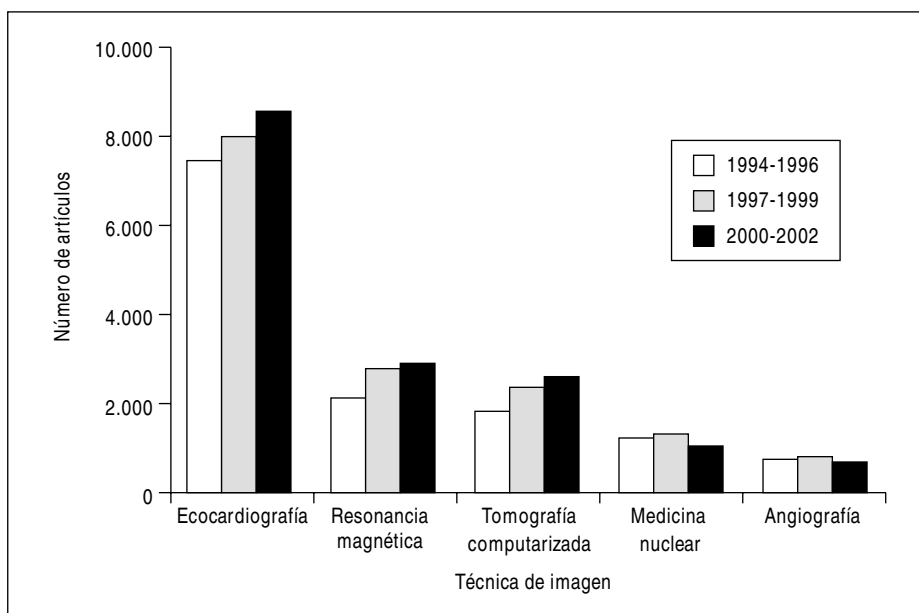 10.000
8.000
6.000
4.000
2.000
0
Número de artículos
1994-1996
1997-1999
2000-2002
Ecocardiografía
Resonancia
magnética
Tomografía
computarizada
Medicina
nuclear
Angiografía
Técnica de imagen